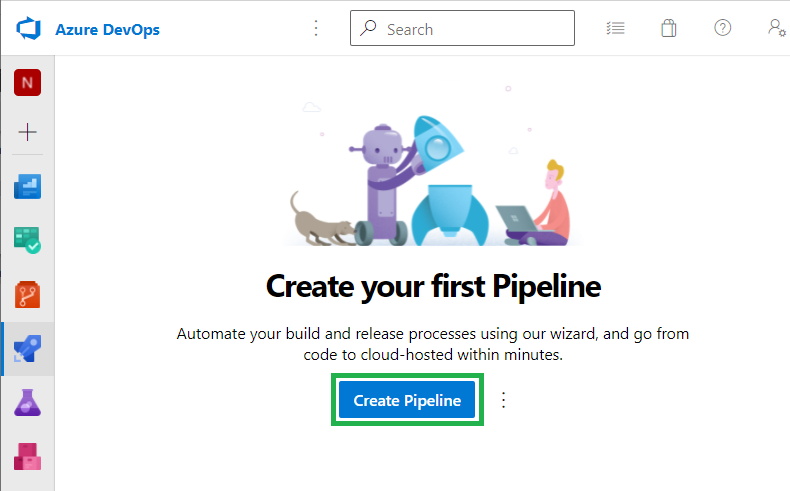 Azure DevOps
Search
N
Create your first Pipeline
Automate your build and release processes using our wizard, and go from
code to cloud-hosted within minutes.
Create Pipeline